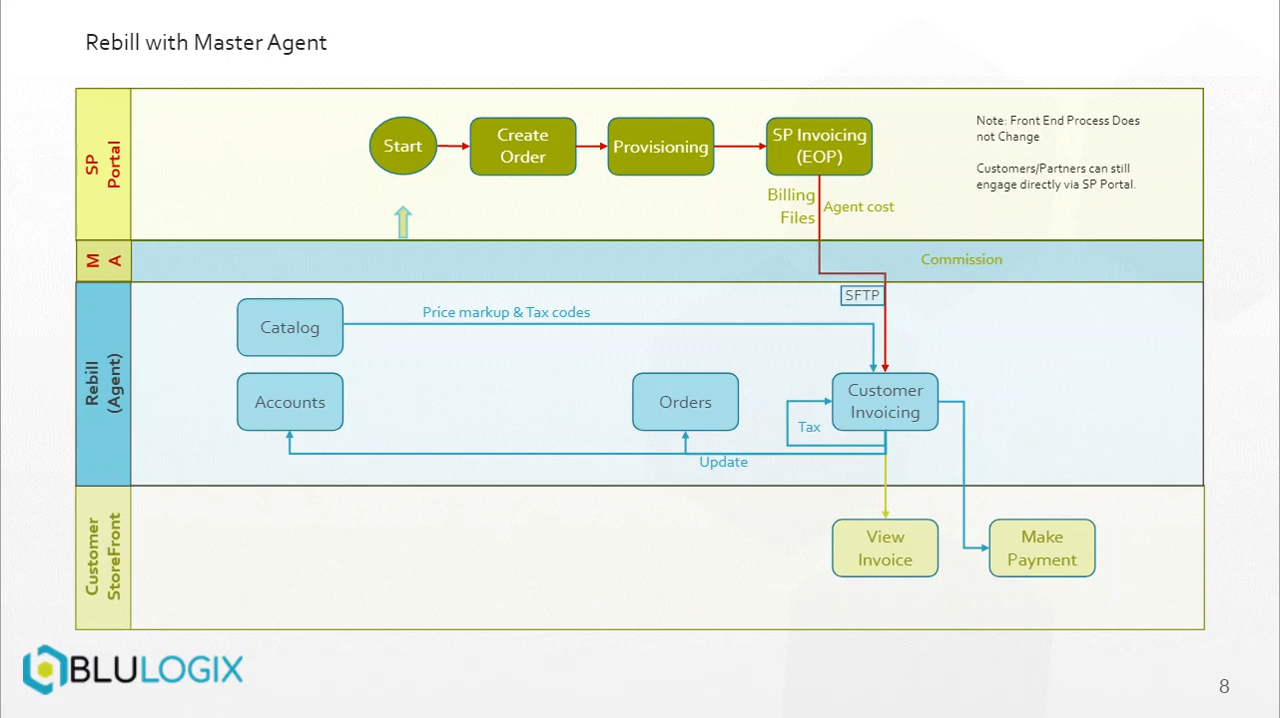 Rebill with Master Agent
SP
Portal
Start
Create
Order
Provisioning
SP Invoicing
(EOP)
Note: Front End Process Does
not Change
Customers/Partners can still
engage directly via SP Portal.
Billing
Files
Agent cost
M
A
Commission
SFTP
Rebill
(Agent)
Catalog
Price markup & Tax codes
Accounts
Orders
Customer
Invoicing
Tax
Update
Customer
StoreFront
View
Invoice
Make
Payment
BLULOGIX
8